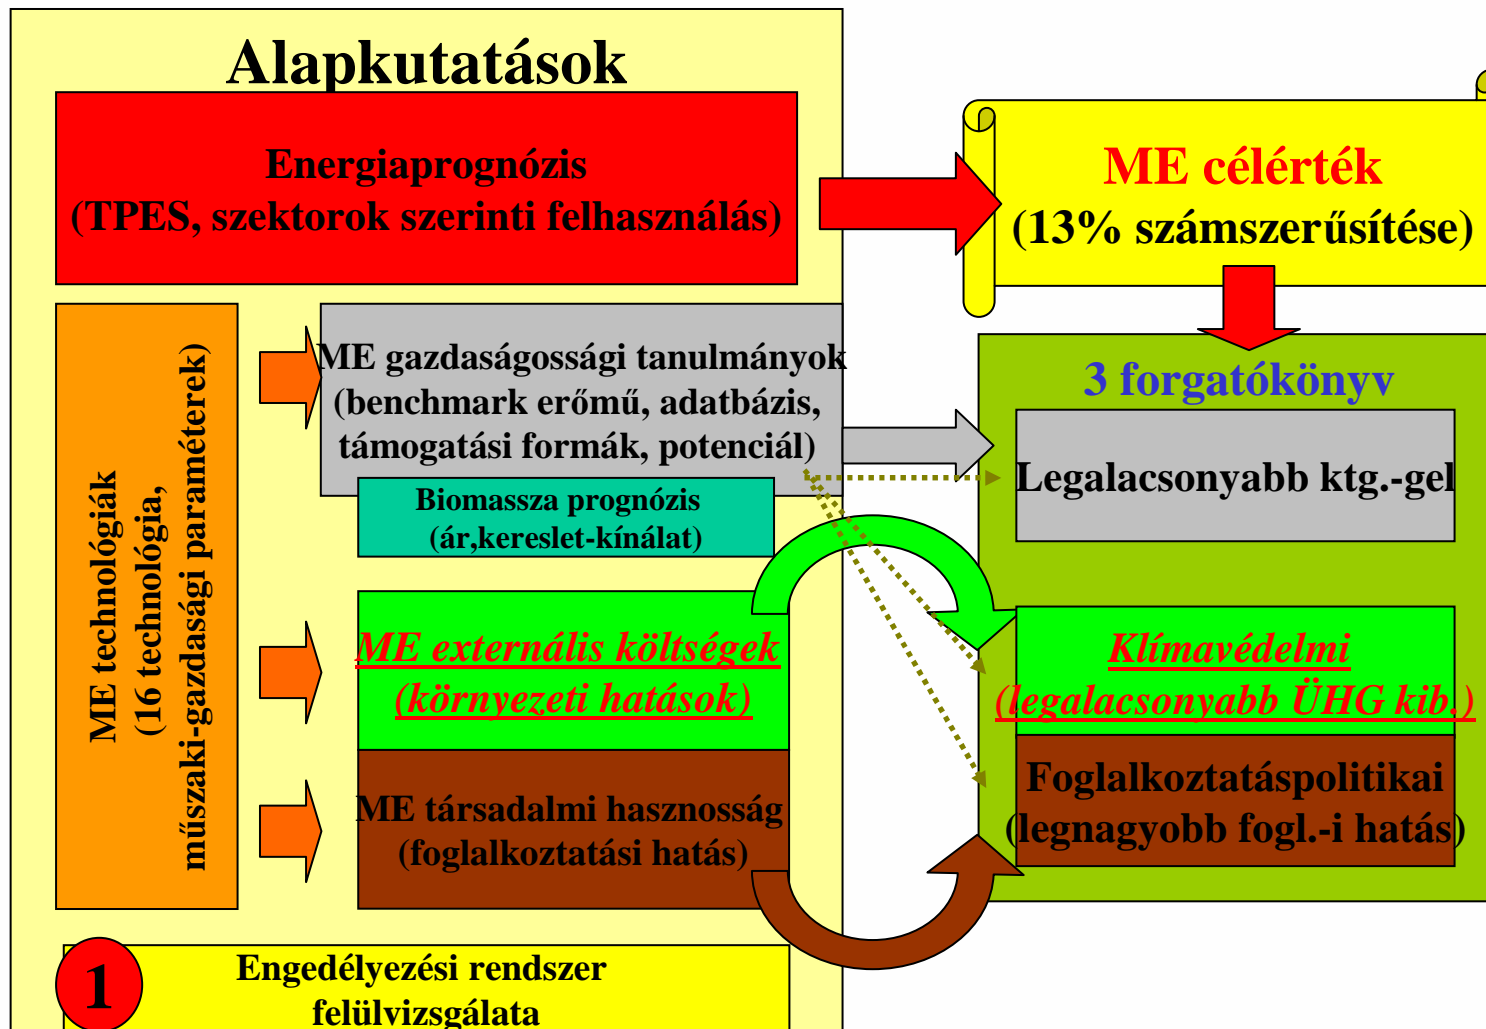 Alapkutatások
Energiaprognózis
(TPES, szektorok szerinti felhasználás)
ME célérték
(13% számszerűsítése)
ME technológiák
(16 technológia,
műszaki-gazdasági paraméterek)
ME gazdaságossági tanulmányok
(benchmark erőmű, adatbázis,
támogatási formák, potenciál)
Biomassza prognózis
(ár,kereslet-kínálat)
ME externális költségek
(környezeti hatások)
ME társadalmi hasznosság
(foglalkoztatási hatás)
3 forgatókönyv
Legalacsonyabb ktg.-gel
Klímavédelmi
(legalacsonyabb ÜHG kib.)
Foglalkoztatáspolitikai
(legnagyobb fogl.-i hatás)
1
Engedélyezési rendszer
felülvizsgálata